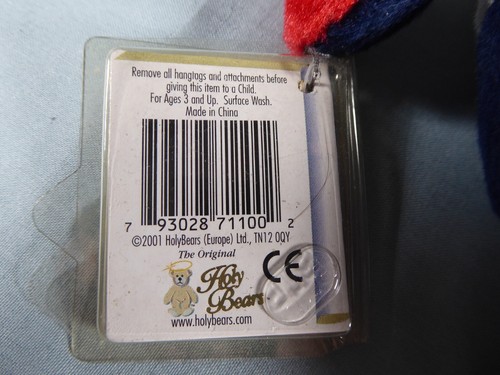 Remove all hangtags and attachments before
giving this item to a Child.
For Ages 3 and Up. Surface Wash.
Made in China
7 93028 71100 2
©2001 HolyBears (Europe) Ltd., TN12 0QY
The Original
Holy
Bears
CE
www.holybears.com